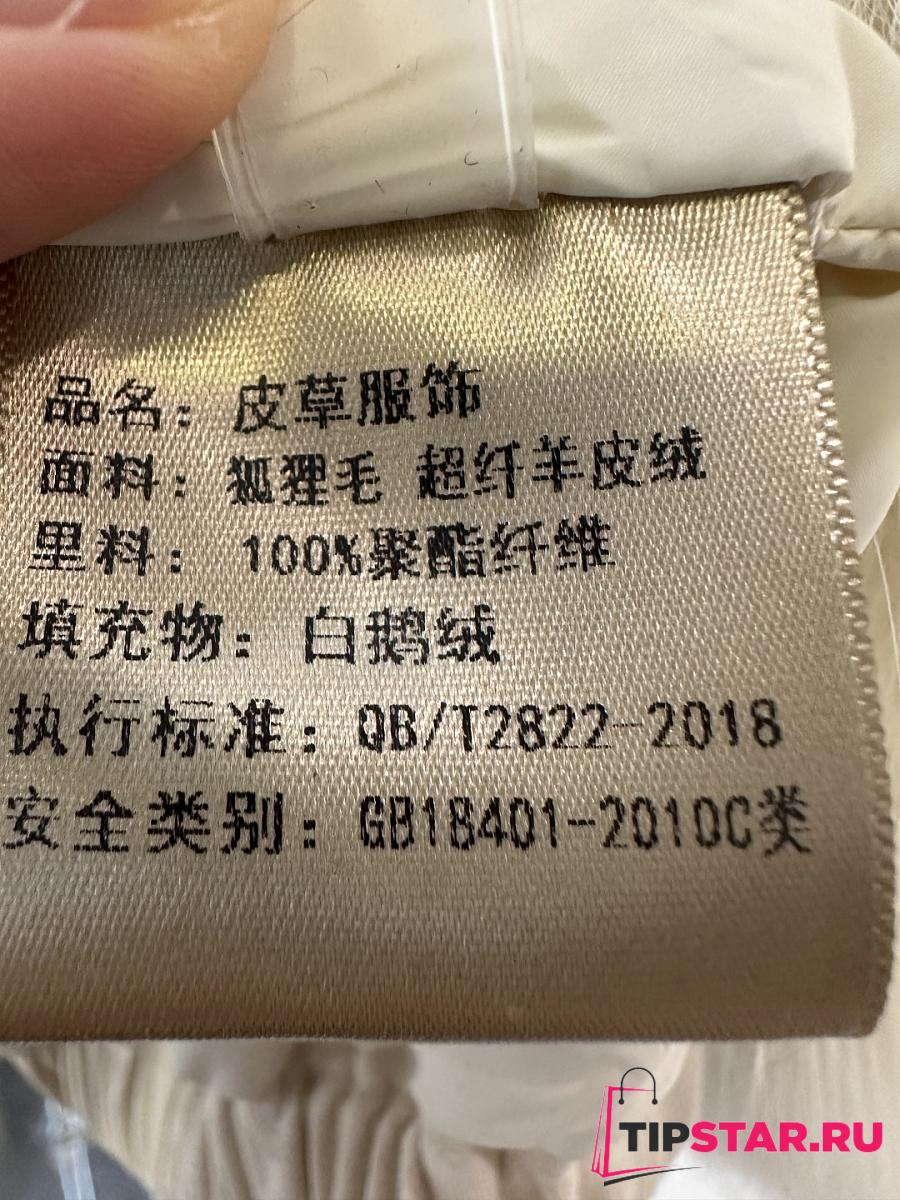 品名：皮草服饰
面料：狐狸毛 超纤羊皮绒
里料：100%聚酯纤维
填充物：白鹅绒
执行标准：QB/T2822-2018
安全类别：GB18401-2010C类
TIPSTAR.RU